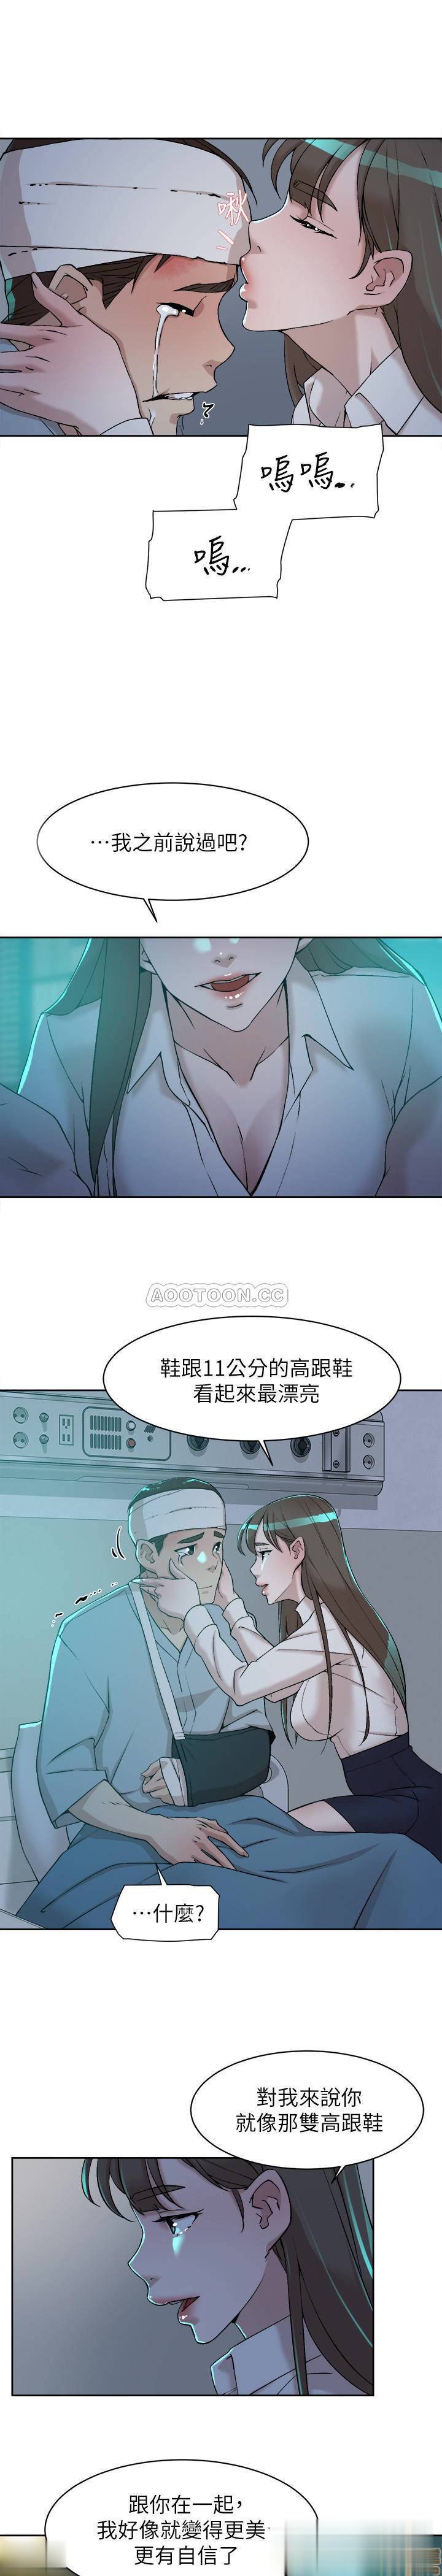 啾
嗚嗚…
嗚…
…我之前說過吧?
AOOTOON.CC
鞋跟11公分的高跟鞋
看起來最漂亮
…什麼?
對我來說你
就像那雙高跟鞋
跟你在一起,
我好像就變得更美
更有自信了